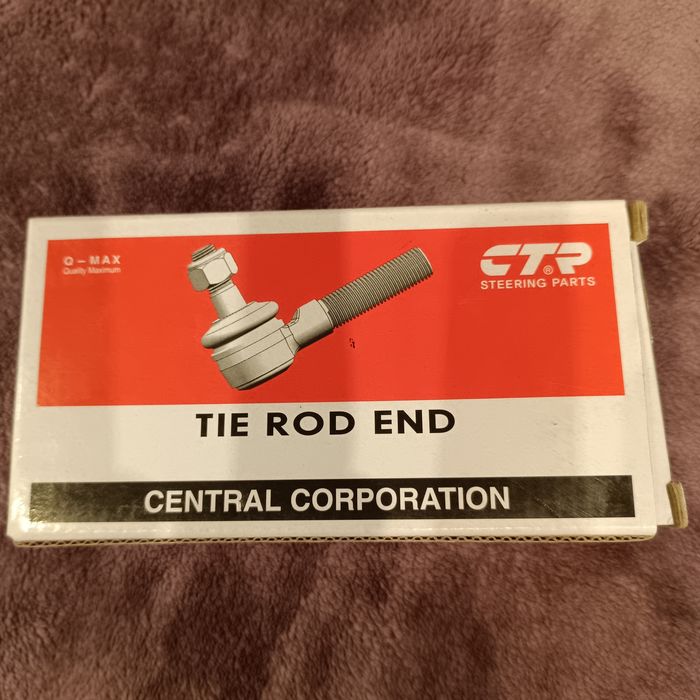 Q-MAX
Quality Maximum
CTR®
STEERING PARTS
TIE ROD END
CENTRAL CORPORATION